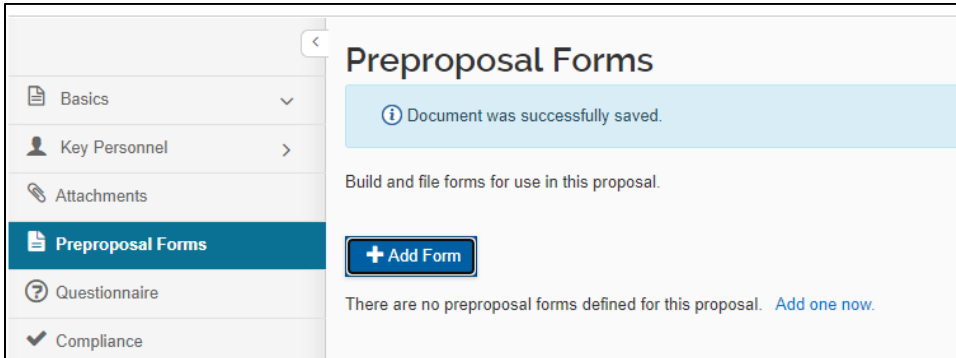 Basics
Key Personnel
Attachments
Preproposal Forms
Questionnaire
Compliance
Preproposal Forms
Document was successfully saved.
Build and file forms for use in this proposal.
+ Add Form
There are no preproposal forms defined for this proposal. Add one now.